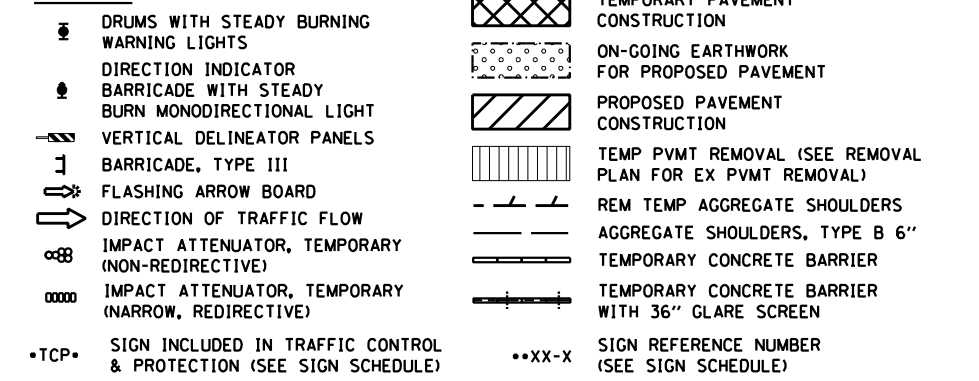 DRUMS WITH STEADY BURNING
WARNING LIGHTS
DIRECTION INDICATOR
BARRICADE WITH STEADY
BURN MONODIRECTIONAL LIGHT
VERTICAL DELINEATOR PANELS
BARRICADE, TYPE III
FLASHING ARROW BOARD
DIRECTION OF TRAFFIC FLOW
IMPACT ATTENUATOR, TEMPORARY
(NON-REDIRECTIVE)
IMPACT ATTENUATOR, TEMPORARY
(NARROW, REDIRECTIVE)
•TCP•
SIGN INCLUDED IN TRAFFIC CONTROL
& PROTECTION (SEE SIGN SCHEDULE)
TEMPORARY PAVEMENT
CONSTRUCTION
ON-GOING EARTHWORK
FOR PROPOSED PAVEMENT
PROPOSED PAVEMENT
CONSTRUCTION
TEMP PVMT REMOVAL (SEE REMOVAL
PLAN FOR EX PVMT REMOVAL)
REM TEMP AGGREGATE SHOULDERS
AGGREGATE SHOULDERS, TYPE B 6"
TEMPORARY CONCRETE BARRIER
TEMPORARY CONCRETE BARRIER
WITH 36" GLARE SCREEN
••XX-X
SIGN REFERENCE NUMBER
(SEE SIGN SCHEDULE)